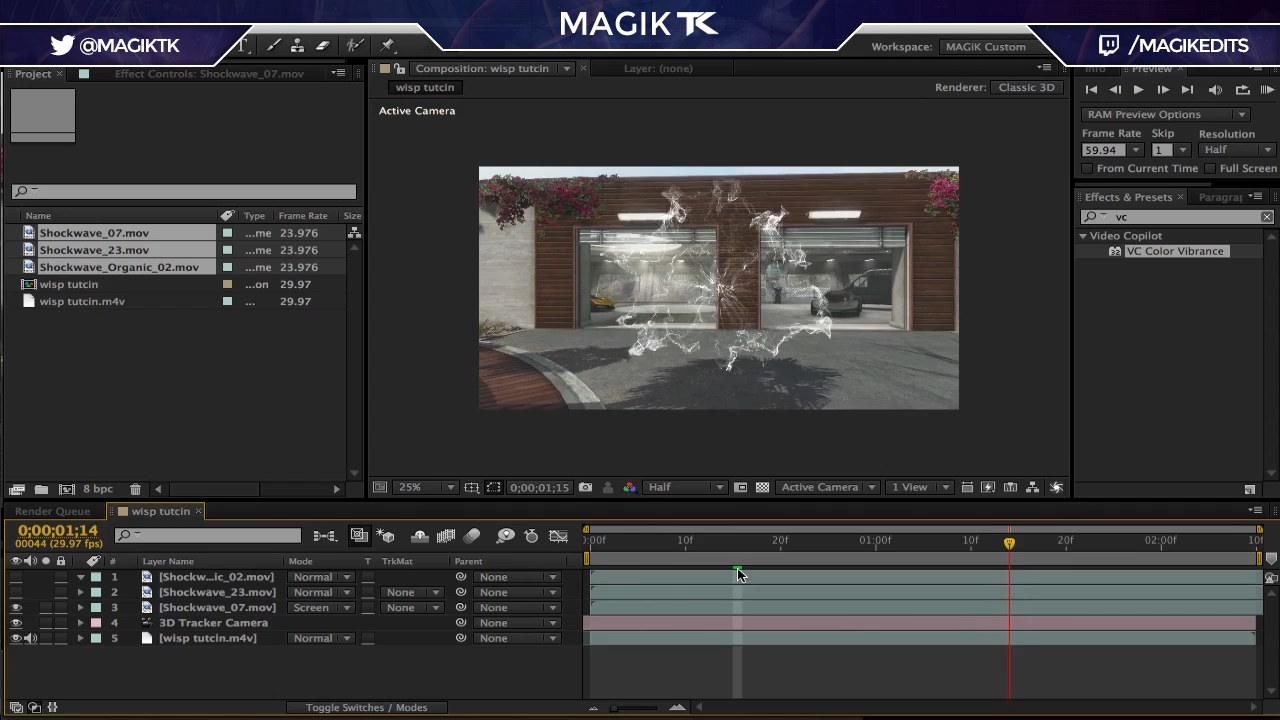 MAGIK TK
@MAGIKTK
/MAGIKEDITS
T
Workspace: MAGiK Custom
Project Effect Controls: Shockwave_07.mov
Composition: wisp tutcin
Layer: (none)
Info
Preview
wisp tutcin
Renderer: Classic 3D
Active Camera
RAM Preview Options
Frame Rate Skip Resolution
59.94 1 Half
From Current Time Full Screen
Effects & Presets Paragrap
vc
Video Copilot
32 VC Color Vibrance
Name Type Frame Rate Size
Shockwave_07.mov ...me 23.976
Shockwave_23.mov ...me 23.976
Shockwave_Organic_02.mov ...me 23.976
wisp tutcin ...on 29.97
wisp tutcin.m4v ... 29.97
8 bpc
25% 0;00;01;15 Half Active Camera 1 View
Render Queue wisp tutcin
0;00;01;14
00044 (29.97 fps)
:00f 10f 20f 01:00f 10f 20f 02:00f 10f
# Layer Name Mode T TrkMat Parent
1 [Shockw...ic_02.mov] Normal None
2 [Shockwave_23.mov] Normal None None
3 [Shockwave_07.mov] Screen None None
4 3D Tracker Camera None
5 [wisp tutcin.m4v] Normal None
Toggle Switches / Modes